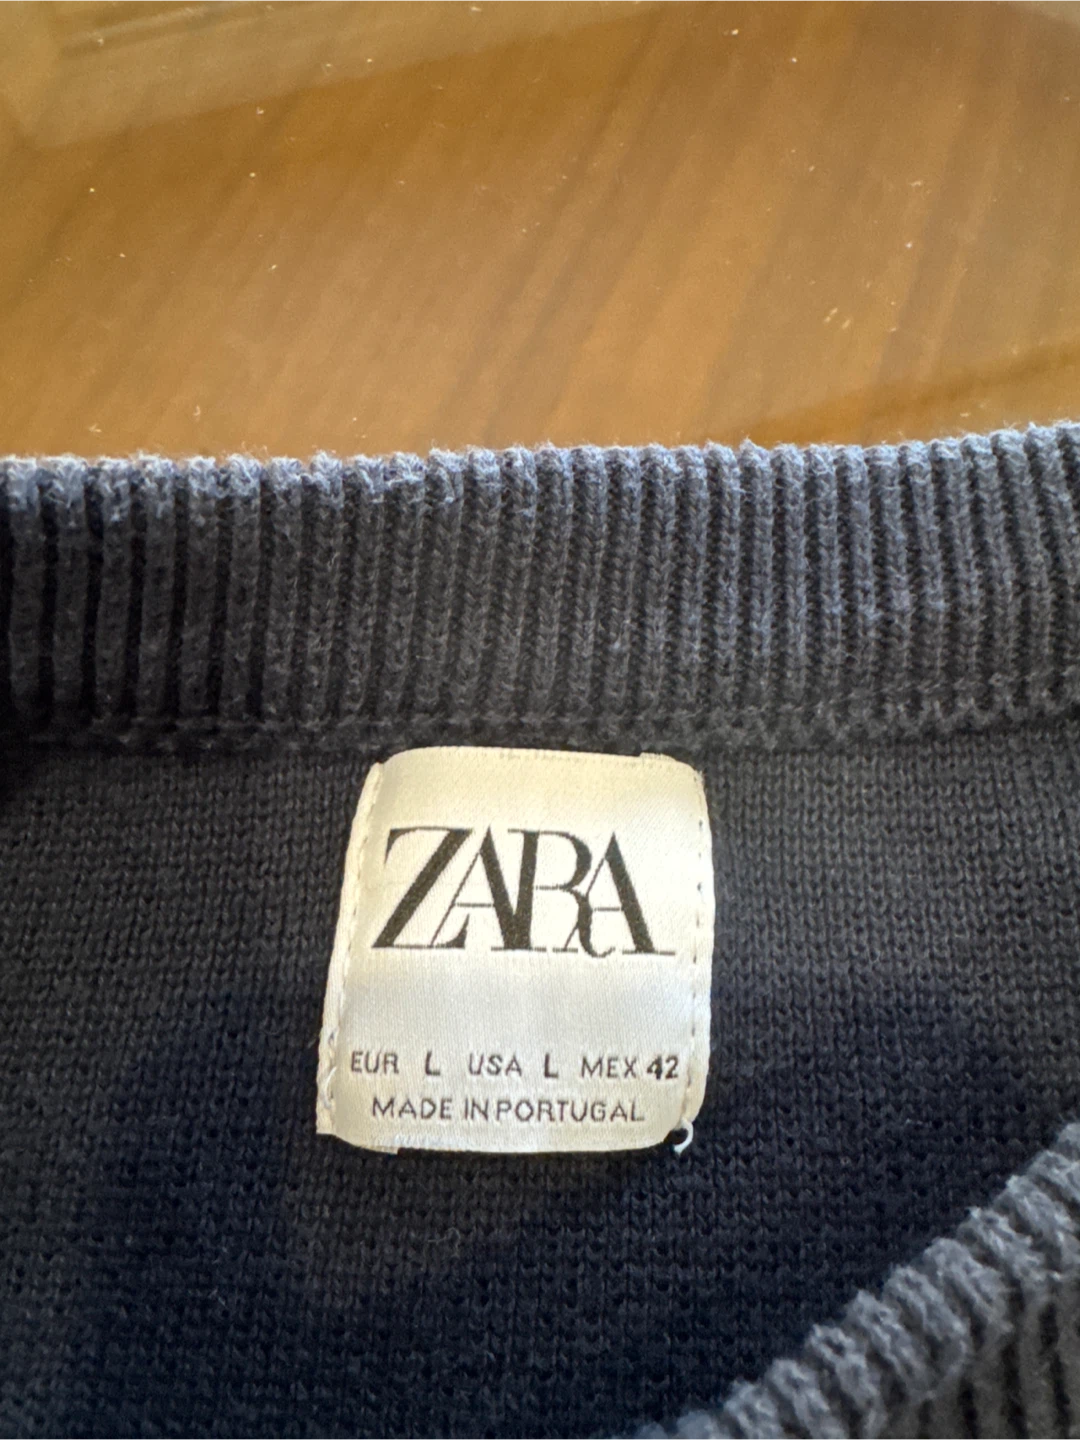 ZARA
EUR L USA L MEX 42
MADE IN PORTUGAL